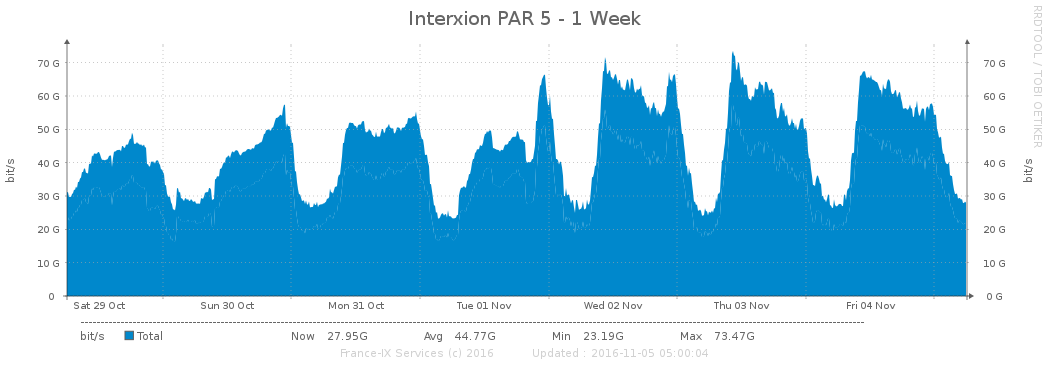 Interxion PAR 5 - 1 Week
RRDTOOL / TOBI OETIKER
bit/s
70 G 70 G
60 G 60 G
50 G 50 G
40 G 40 G
30 G 30 G
20 G 20 G
10 G 10 G
0 0 G
bit/s
Sat 29 Oct Sun 30 Oct Mon 31 Oct Tue 01 Nov Wed 02 Nov Thu 03 Nov Fri 04 Nov
bit/s Total Now 27.95G Avg 44.77G Min 23.19G Max 73.47G
France-IX Services (c) 2016 Updated : 2016-11-05 05:00:04